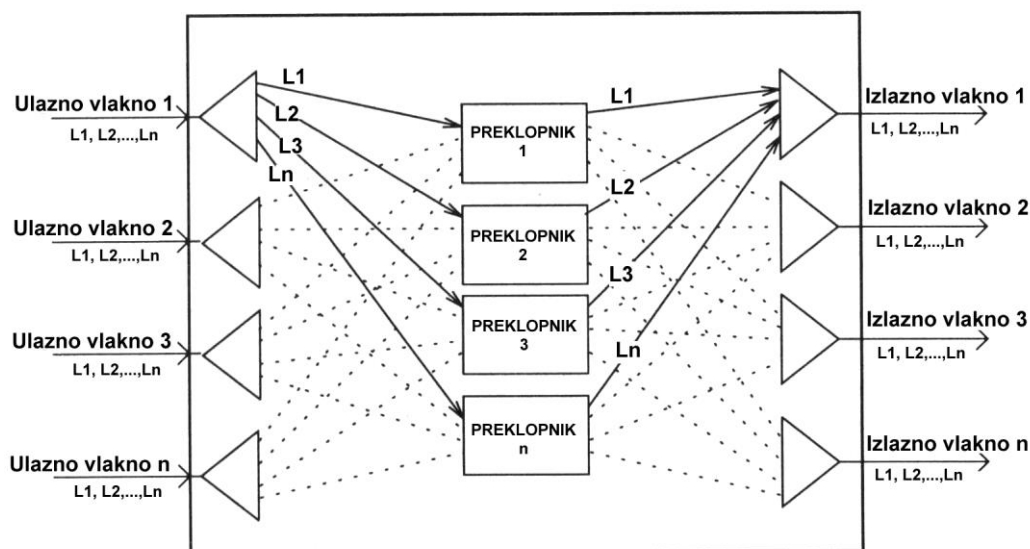 Ulazno vlakno 1
L1, L2,...,Ln
Ulazno vlakno 2
L1, L2,...,Ln
Ulazno vlakno 3
L1, L2,...,Ln
Ulazno vlakno n
L1, L2,...,Ln
L1
L2
L3
Ln
PREKLOPNIK
1
PREKLOPNIK
2
PREKLOPNIK
3
PREKLOPNIK
n
L1
L2
L3
Ln
Izlazno vlakno 1
L1, L2,...,Ln
Izlazno vlakno 2
L1, L2,...,Ln
Izlazno vlakno 3
L1, L2,...,Ln
Izlazno vlakno n
L1, L2,...,Ln